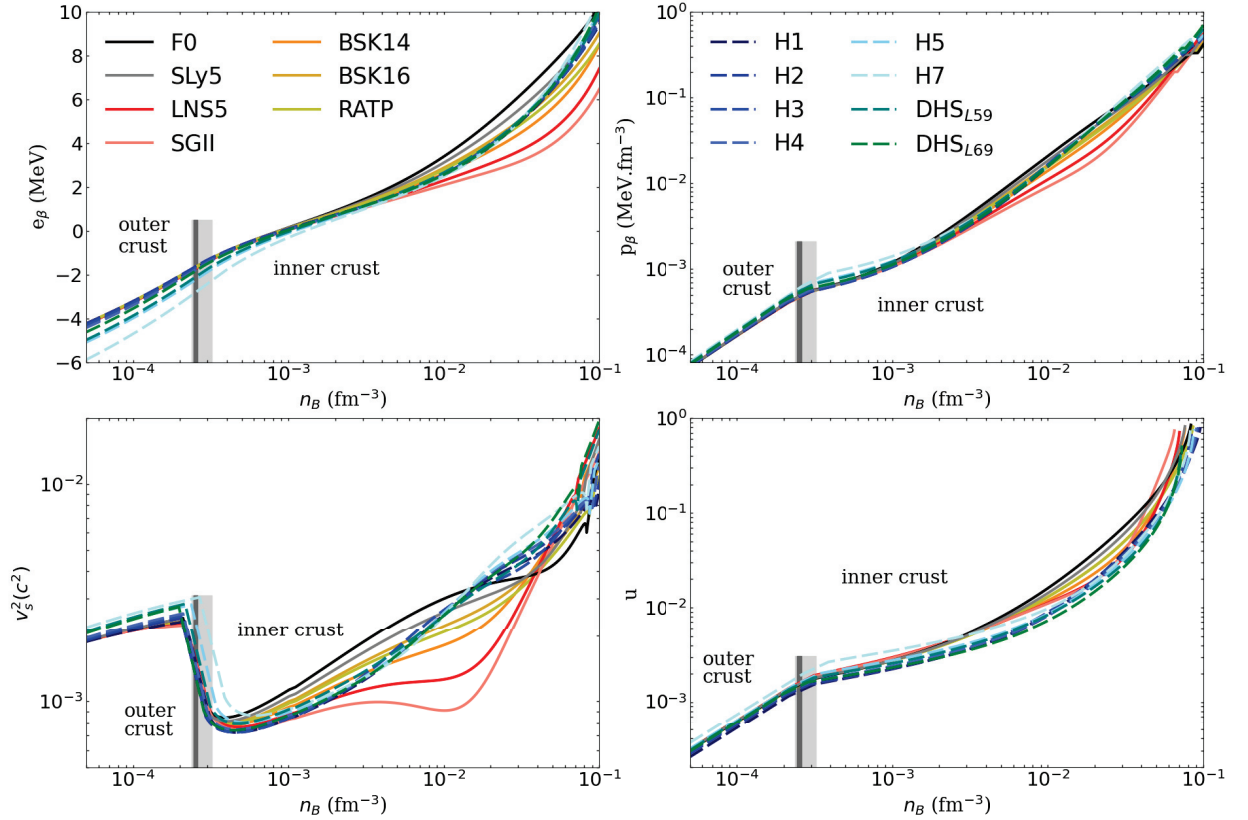 10
8
6
4
2
0
−2
−4
−6
e_β (MeV)
F0
SLy5
LNS5
SGII
BSK14
BSK16
RATP
outer
crust
inner crust
10^−4
10^−3
10^−2
10^−1
n_B (fm^−3)
10^0
10^−1
10^−2
10^−3
10^−4
p_β (MeV.fm^−3)
H1
H2
H3
H4
H5
H7
DHS_L59
DHS_L69
outer
crust
inner crust
10^−4
10^−3
10^−2
10^−1
n_B (fm^−3)
10^−2
10^−3
v_s^2(c^2)
inner crust
outer
crust
10^−4
10^−3
10^−2
10^−1
n_B (fm^−3)
10^0
10^−1
10^−2
10^−3
u
inner crust
outer
crust
10^−4
10^−3
10^−2
10^−1
n_B (fm^−3)